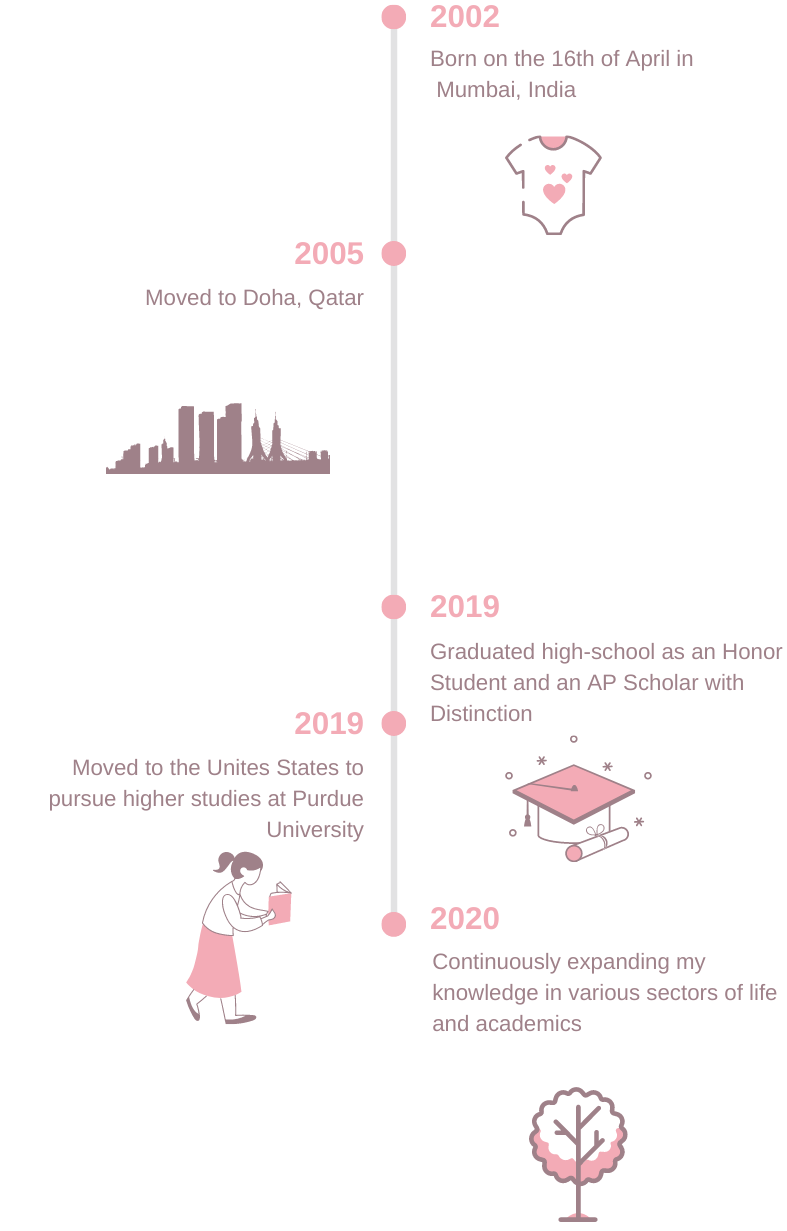 2002
Born on the 16th of April in
Mumbai, India
2005
Moved to Doha, Qatar
2019
Graduated high-school as an Honor
Student and an AP Scholar with
Distinction
2019
Moved to the Unites States to
pursue higher studies at Purdue
University
2020
Continuously expanding my
knowledge in various sectors of life
and academics